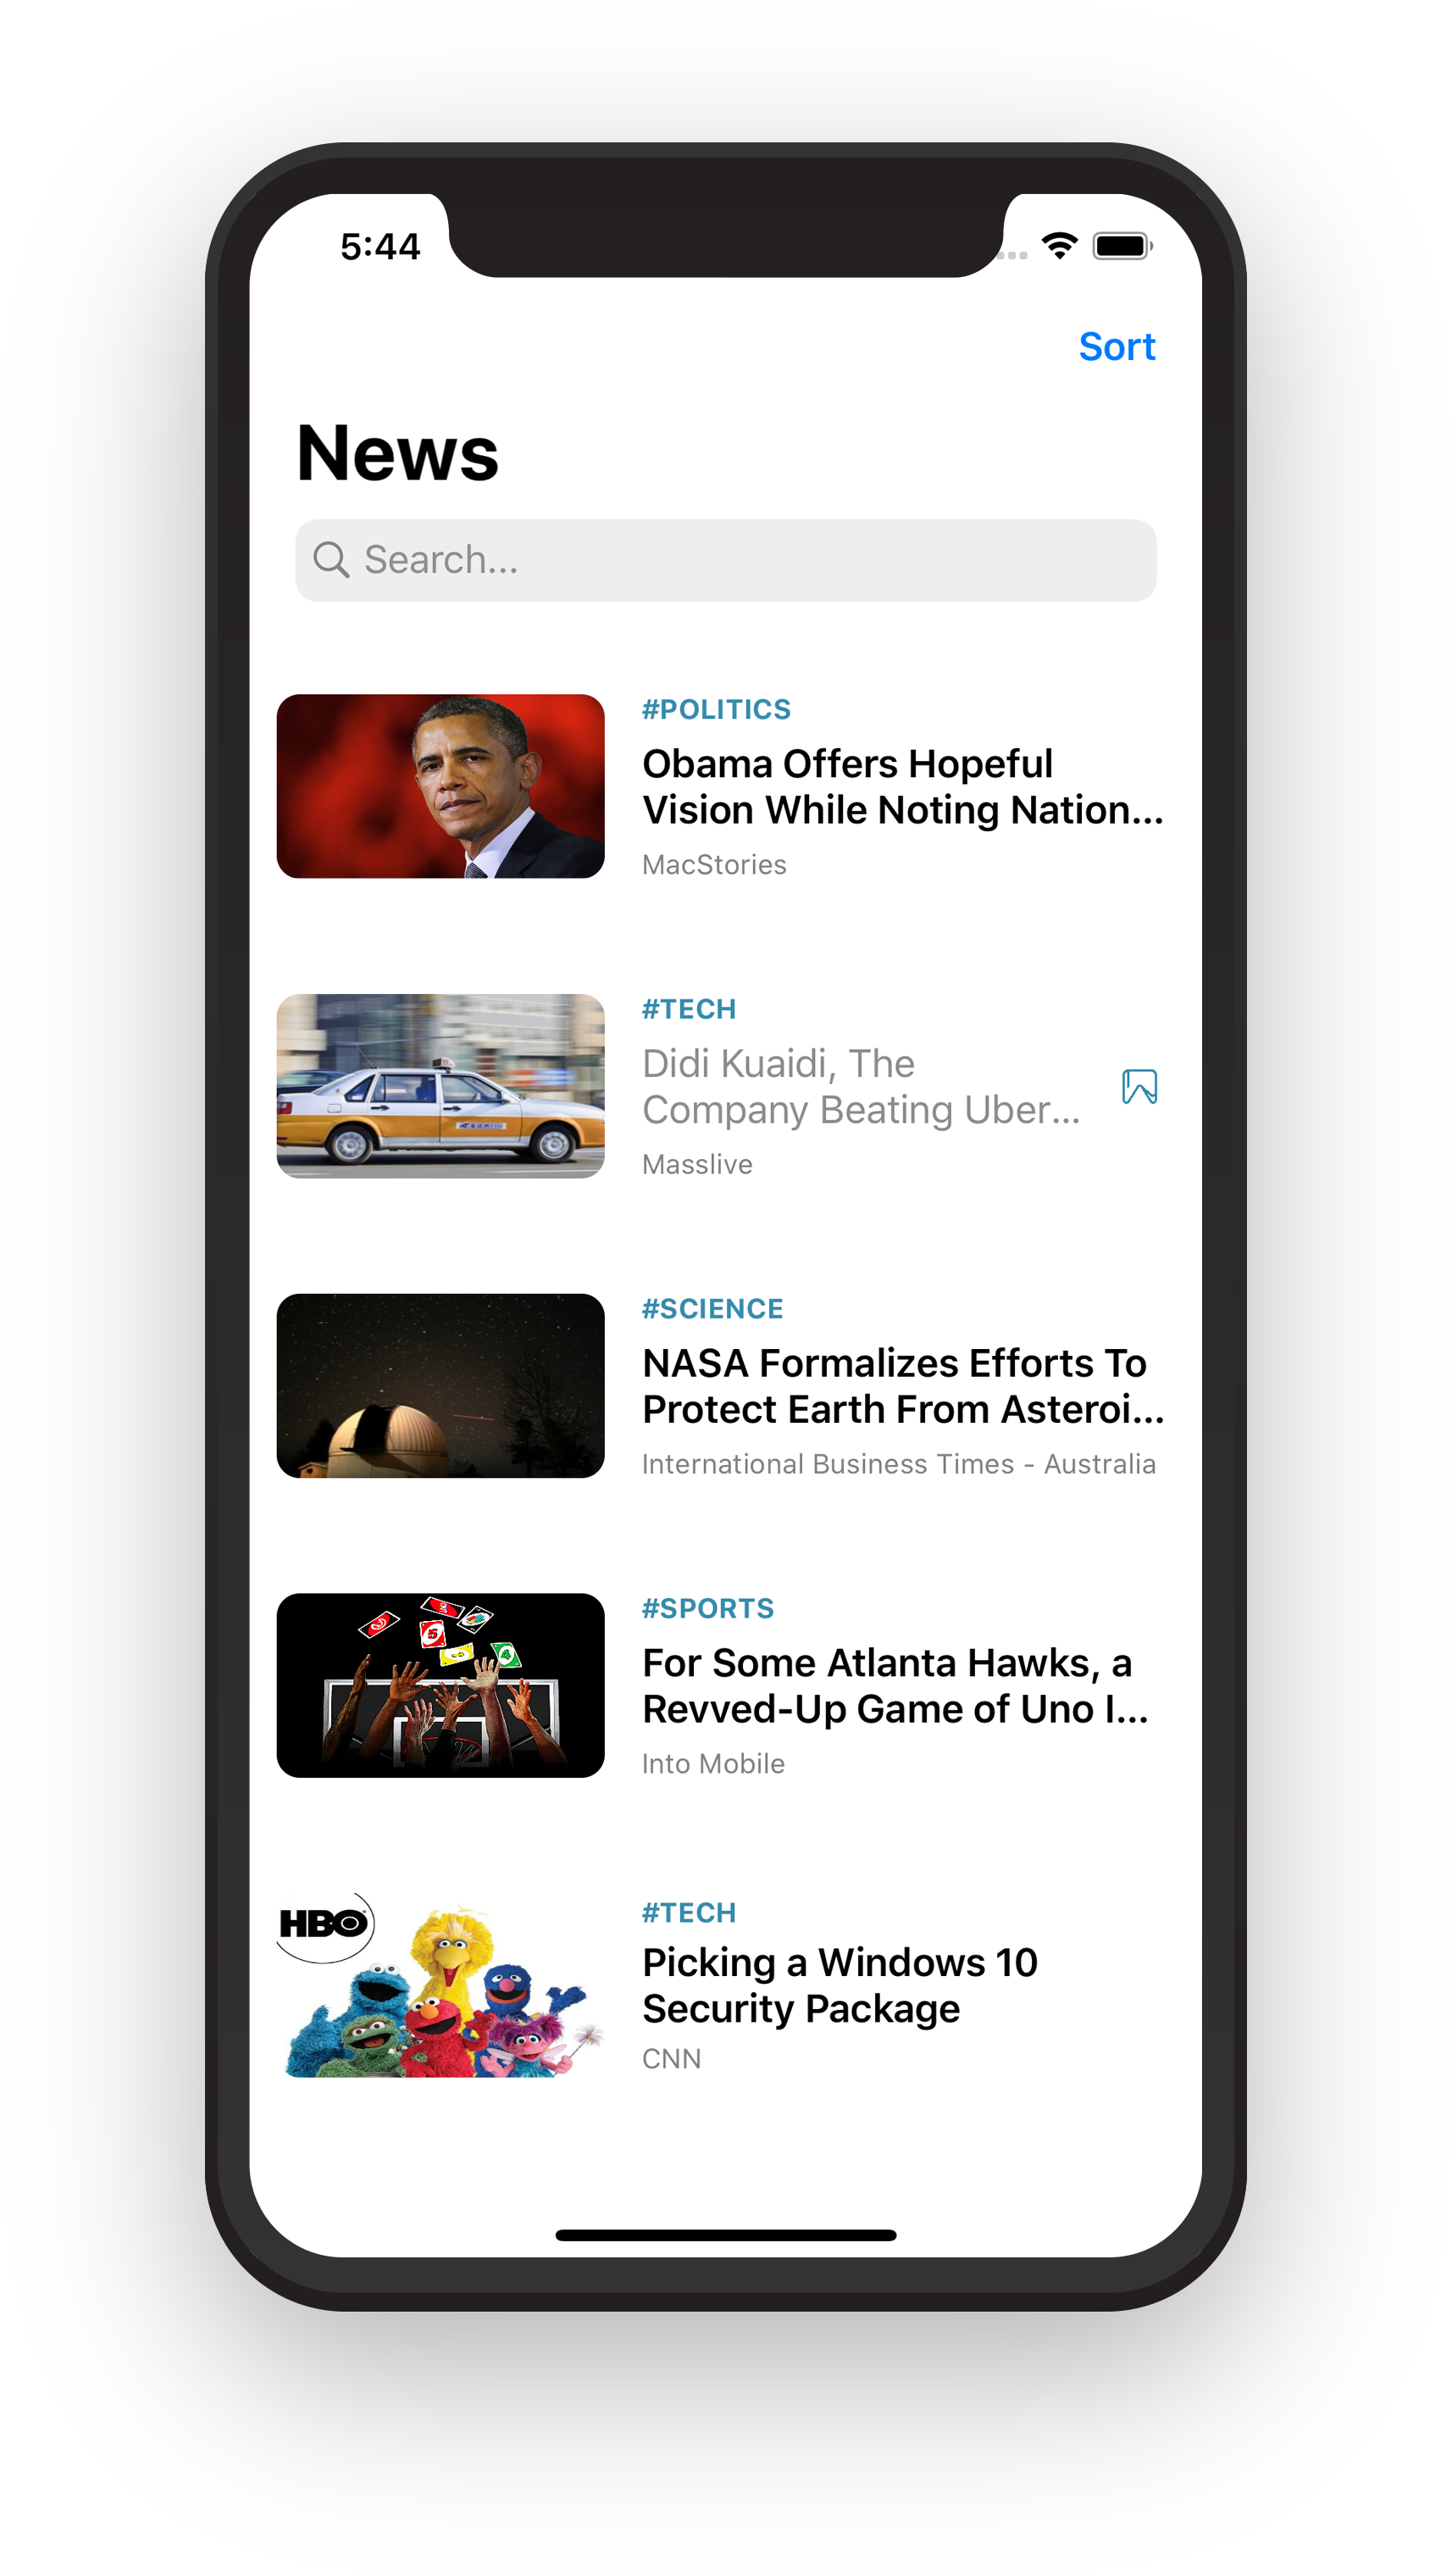 5:44
Sort
News
Search...
#POLITICS
Obama Offers Hopeful
Vision While Noting Nation...
MacStories
#TECH
Didi Kuaidi, The
Company Beating Uber...
Masslive
#SCIENCE
NASA Formalizes Efforts To
Protect Earth From Asteroi...
International Business Times - Australia
#SPORTS
For Some Atlanta Hawks, a
Revved-Up Game of Uno I...
Into Mobile
HBO
#TECH
Picking a Windows 10
Security Package
CNN